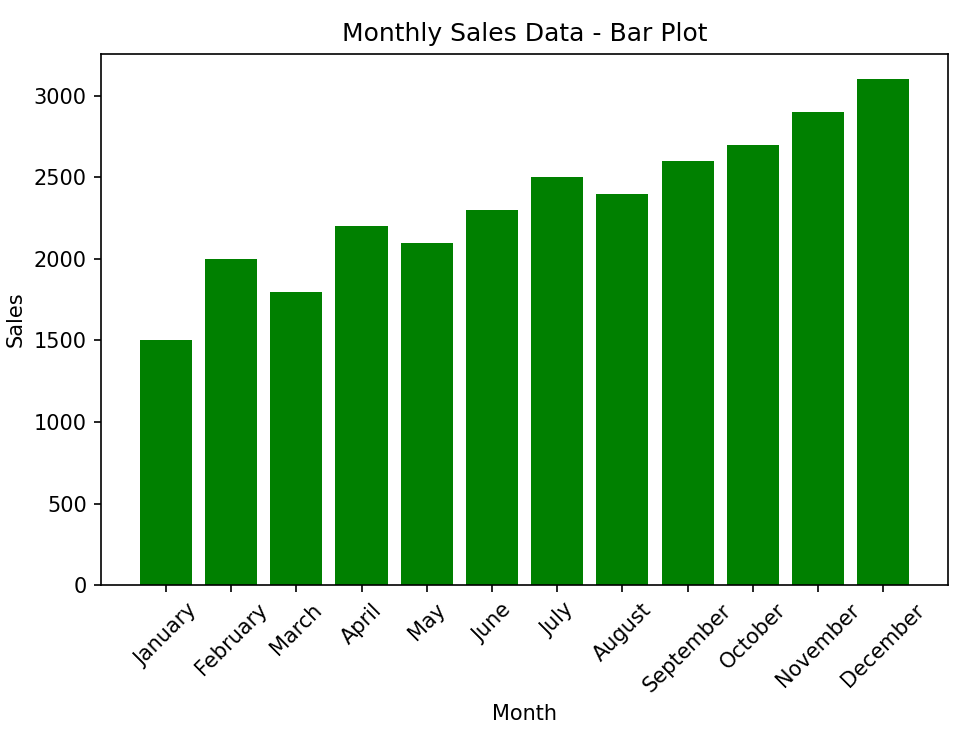 Monthly Sales Data - Bar Plot
3000
2500
2000
1500
1000
500
0
Sales
January
February
March
April
May
June
July
August
September
October
November
December
Month